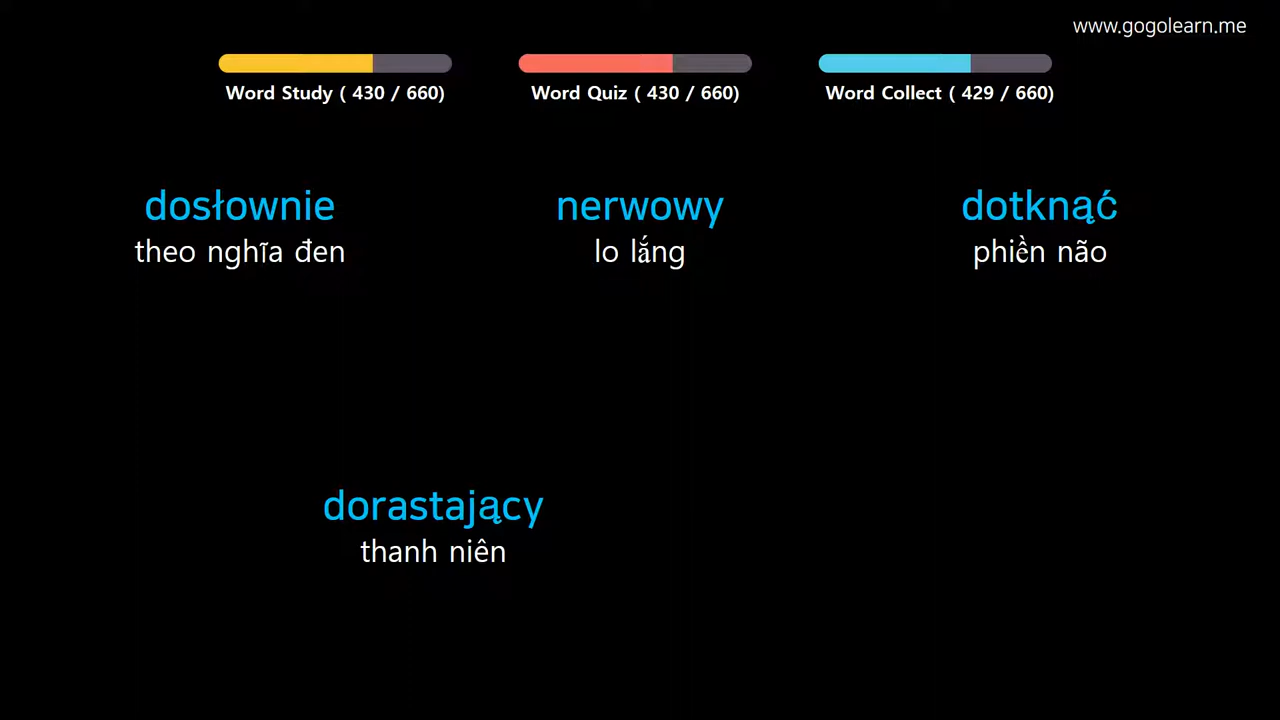 www.gogolearn.me
Word Study ( 430 / 660)
Word Quiz ( 430 / 660)
Word Collect ( 429 / 660)
dosłownie
theo nghĩa đen
nerwowy
lo lắng
dotknąć
phiền não
dorastający
thanh niên